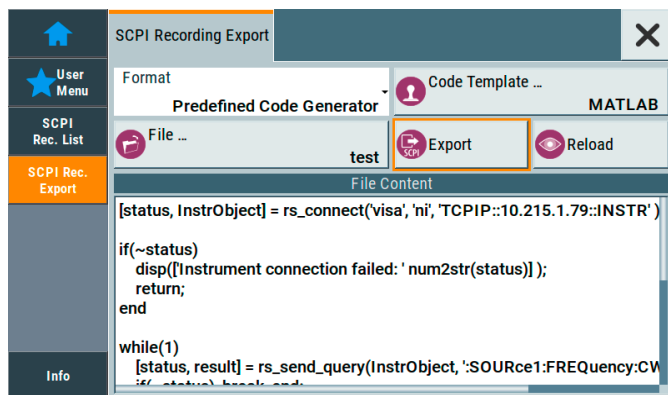 SCPI Recording Export
User
Menu
SCPI
Rec. List
SCPI Rec.
Export
Info
Format
Predefined Code Generator
Code Template ...
MATLAB
File ...
test
SCPI
Export
Reload
File Content
[status, InstrObject] = rs_connect('visa', 'ni', 'TCPIP::10.215.1.79::INSTR' )
if(~status)
disp(['Instrument connection failed: ' num2str(status)] );
return;
end
while(1)
[status, result] = rs_send_query(InstrObject, ':SOURce1:FREQuency:CW